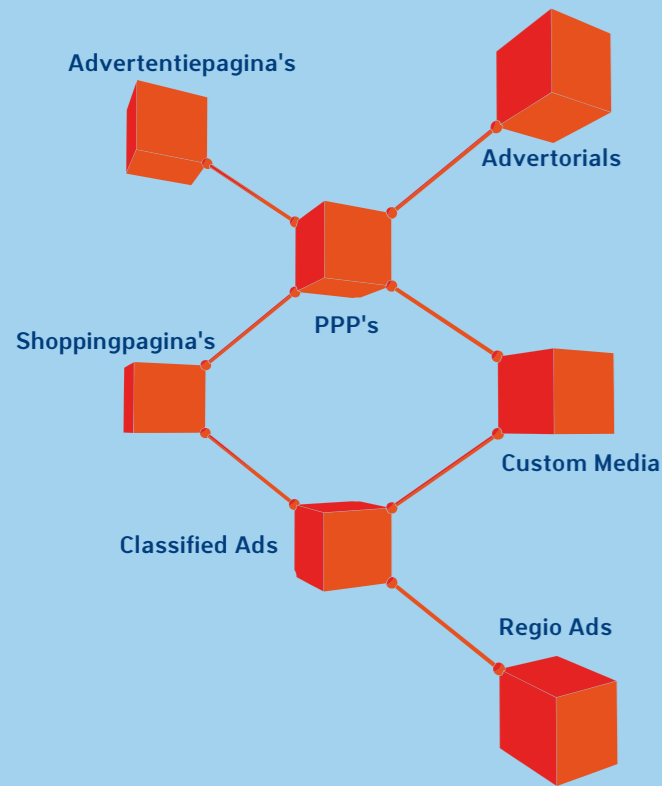 Advertentiepagina's
Advertorials
PPP's
Shoppingpagina's
Custom Media
Classified Ads
Regio Ads